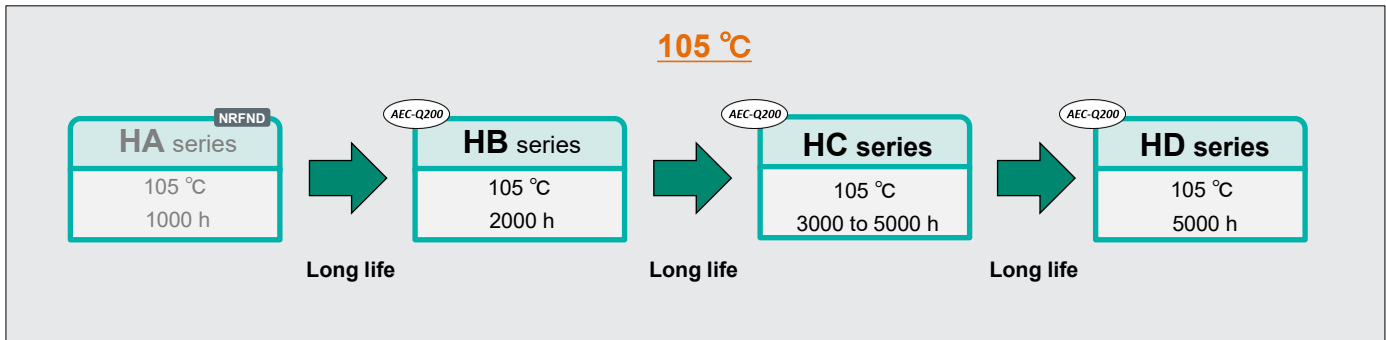 105 ℃
NRFND
HA series
105 ℃
1000 h
Long life
AEC-Q200
HB series
105 ℃
2000 h
Long life
AEC-Q200
HC series
105 ℃
3000 to 5000 h
Long life
AEC-Q200
HD series
105 ℃
5000 h